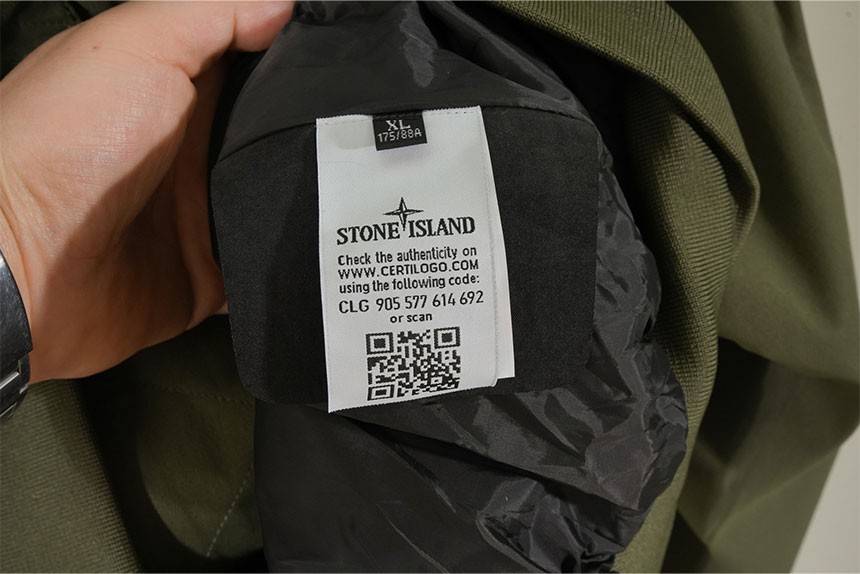 XL
175/88A
STONE ISLAND
Check the authenticity on
WWW.CERTILOGO.COM
using the following code:
CLG 905 577 614 692
or scan